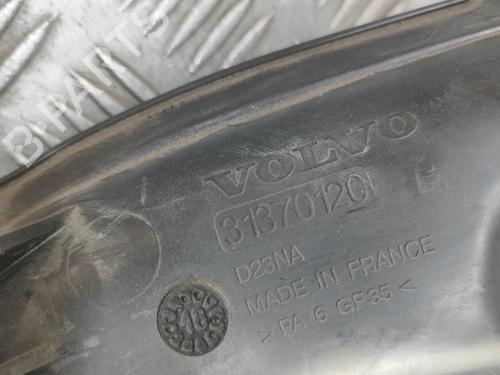 VOLVO
31370120
D23NA
MADE IN FRANCE
>PA 6 GF35<
18
B-PARTS